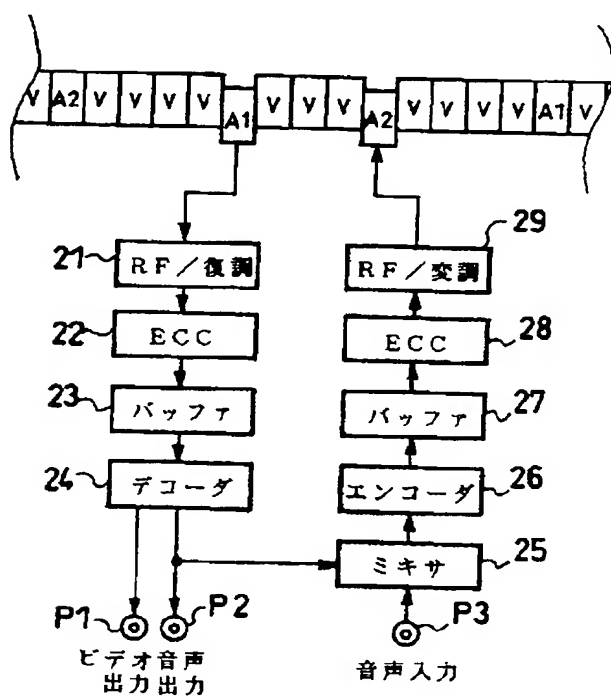 V A2 V V V V A1 V V V A2 V V V V A1 V
21 RF/復調
29 RF/変調
22 ECC
28 ECC
23 バッファ
27 バッファ
24 デコーダ
26 エンコーダ
25 ミキサ
P1 P2 P3
ビデオ 音声 音声入力
出力 出力